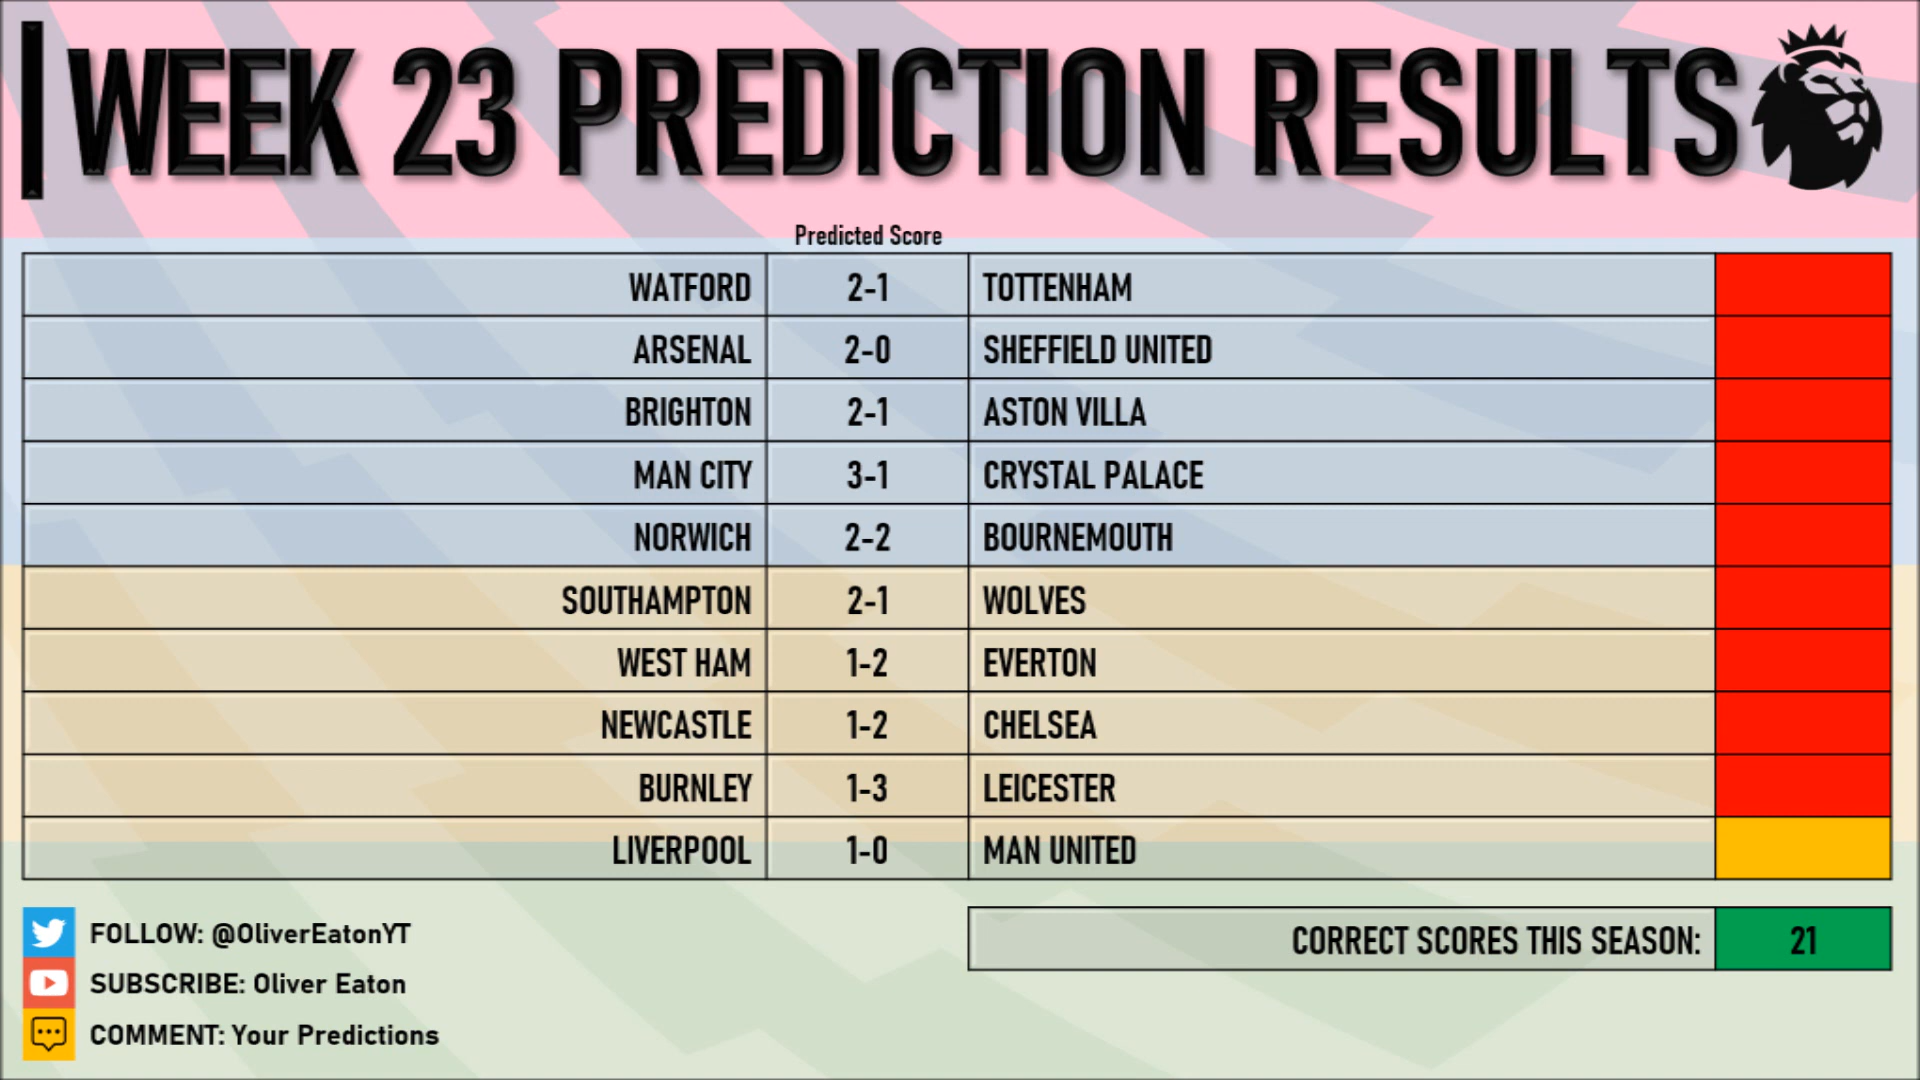 WEEK 23 PREDICTION RESULTS
Predicted Score
WATFORD 2-1 TOTTENHAM
ARSENAL 2-0 SHEFFIELD UNITED
BRIGHTON 2-1 ASTON VILLA
MAN CITY 3-1 CRYSTAL PALACE
NORWICH 2-2 BOURNEMOUTH
SOUTHAMPTON 2-1 WOLVES
WEST HAM 1-2 EVERTON
NEWCASTLE 1-2 CHELSEA
BURNLEY 1-3 LEICESTER
LIVERPOOL 1-0 MAN UNITED
FOLLOW: @OliverEatonYT
SUBSCRIBE: Oliver Eaton
COMMENT: Your Predictions
CORRECT SCORES THIS SEASON: 21